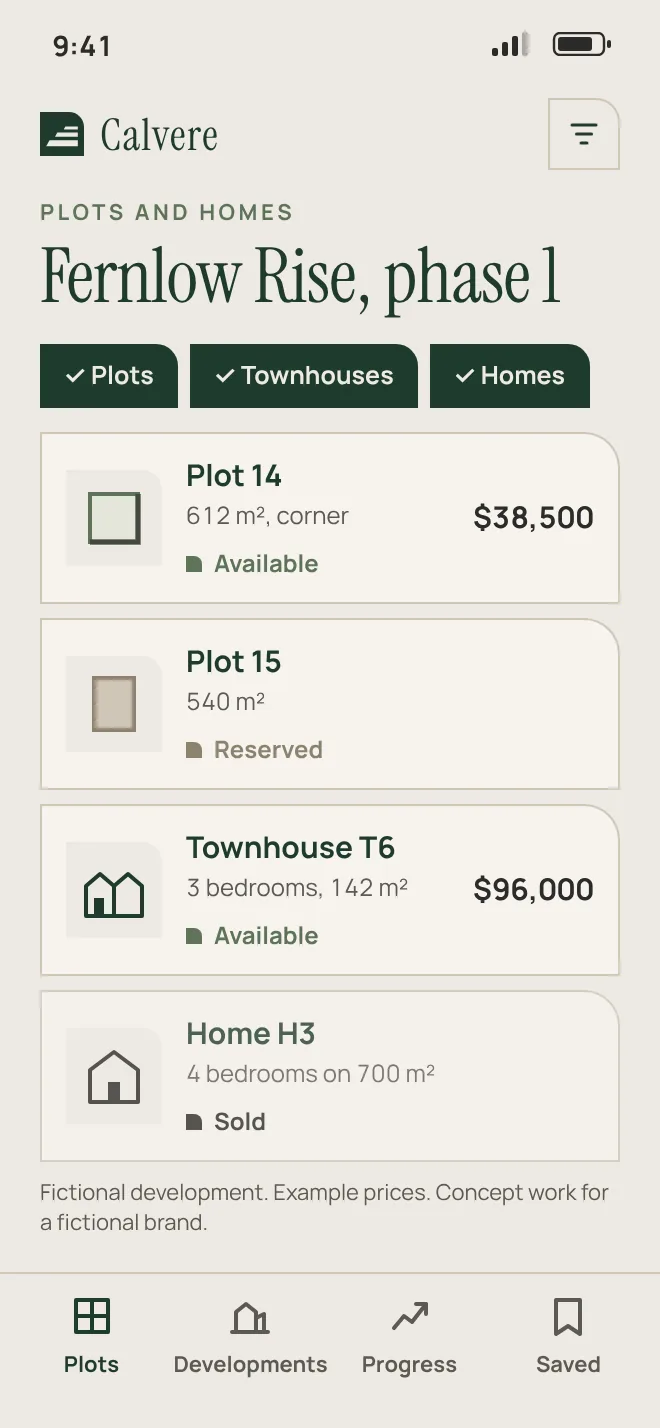 9:41
Calvere
PLOTS AND HOMES
Fernlow Rise, phase 1
Plots
Townhouses
Homes
Plot 14
612 m², corner
$38,500
Available
Plot 15
540 m²
Reserved
Townhouse T6
3 bedrooms, 142 m²
$96,000
Available
Home H3
4 bedrooms on 700 m²
Sold
Fictional development. Example prices. Concept work for
a fictional brand.
Plots
Developments
Progress
Saved